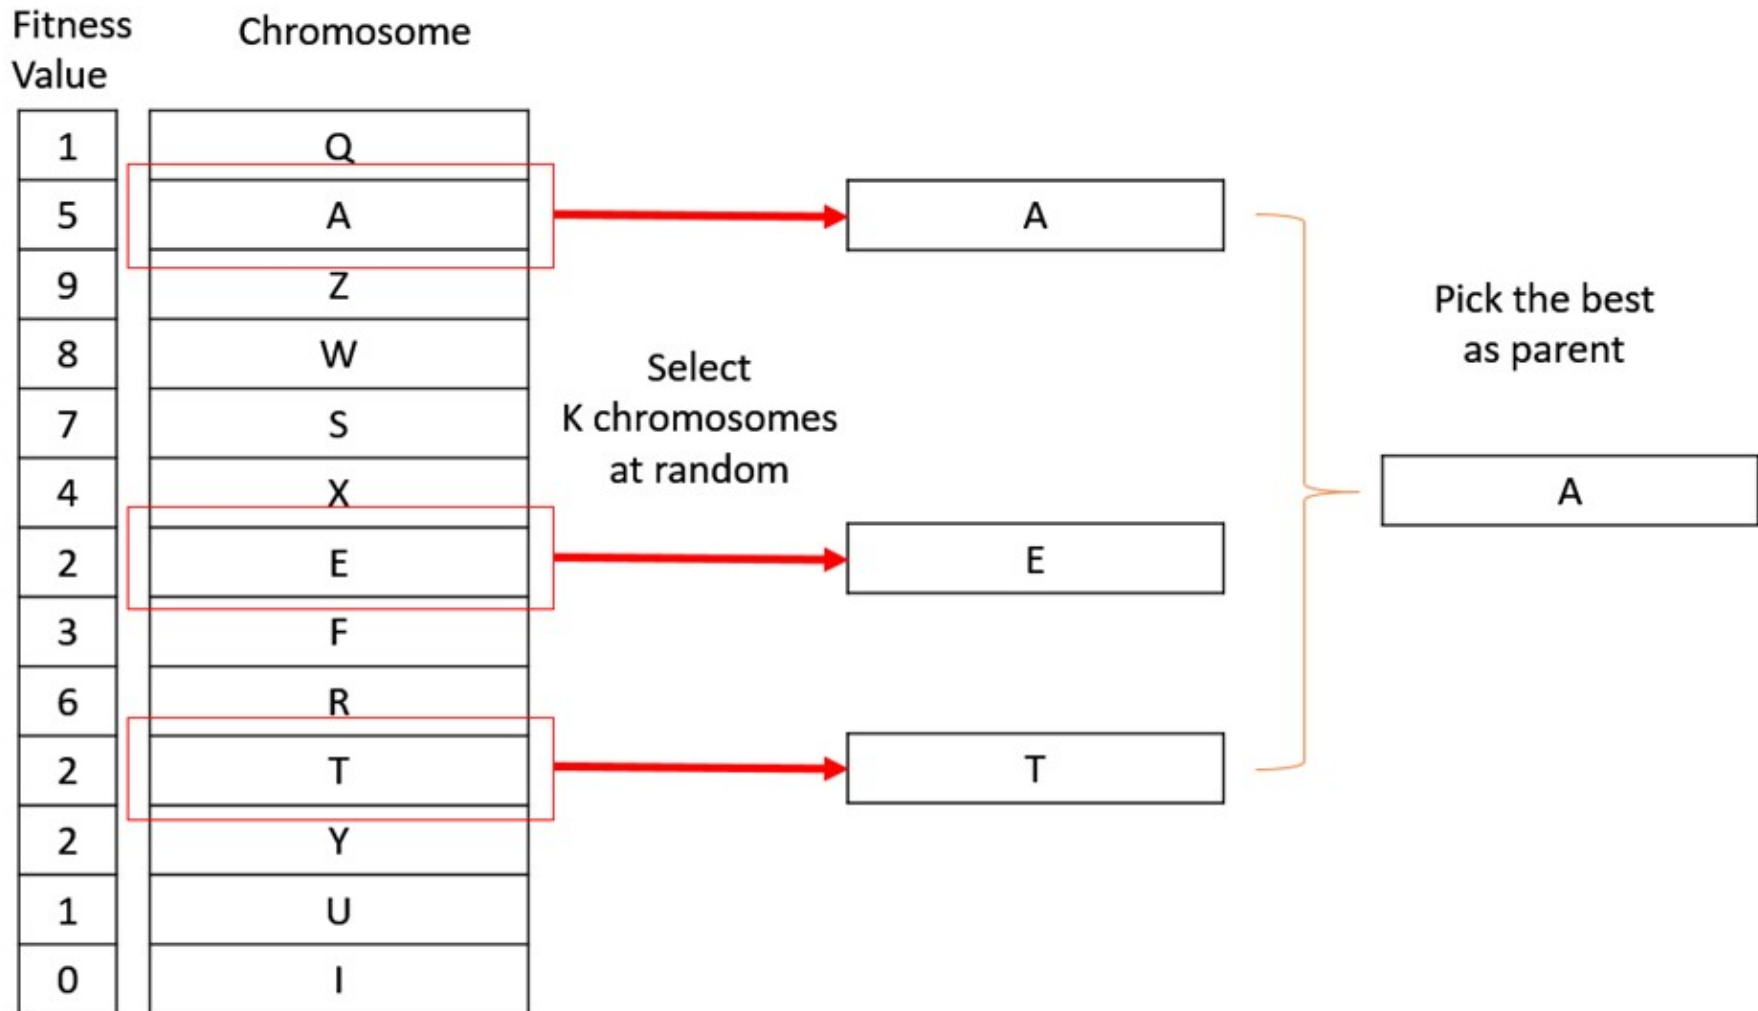 Fitness
Value
Chromosome
1 Q
5 A
9 Z
8 W
7 S
4 X
2 E
3 F
6 R
2 T
2 Y
1 U
0 I
Select
K chromosomes
at random
A
E
T
Pick the best
as parent
A